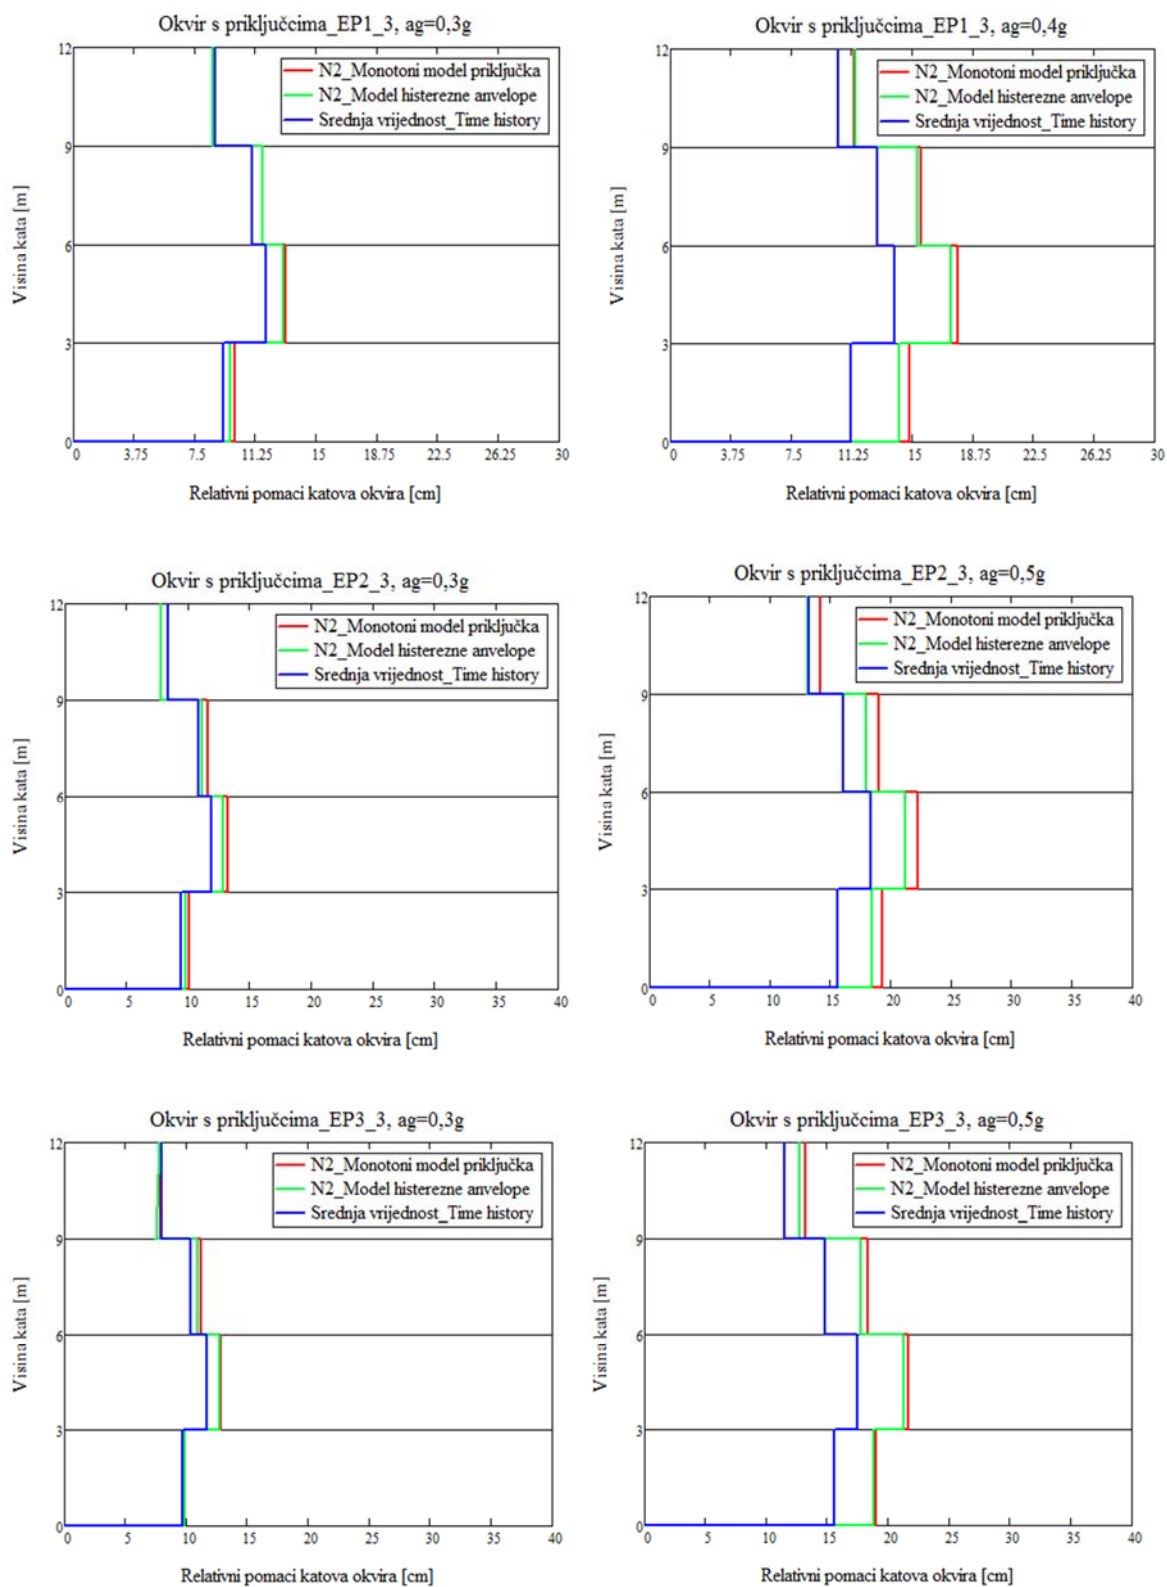 Okvir s priključcima_EP1_3, ag=0,3g
12
9
6
3
0
Visina kata [m]
N2_Monotoni model priključka
N2_Model histerezne anvelope
Srednja vrijednost_Time history
0 3.75 7.5 11.25 15 18.75 22.5 26.25 30
Relativni pomaci katova okvira [cm]
Okvir s priključcima_EP1_3, ag=0,4g
12
9
6
3
0
Visina kata [m]
N2_Monotoni model priključka
N2_Model histerezne anvelope
Srednja vrijednost_Time history
0 3.75 7.5 11.25 15 18.75 22.5 26.25 30
Relativni pomaci katova okvira [cm]
Okvir s priključcima_EP2_3, ag=0,3g
12
9
6
3
0
Visina kata [m]
N2_Monotoni model priključka
N2_Model histerezne anvelope
Srednja vrijednost_Time history
0 5 10 15 20 25 30 35 40
Relativni pomaci katova okvira [cm]
Okvir s priključcima_EP2_3, ag=0,5g
12
9
6
3
0
Visina kata [m]
N2_Monotoni model priključka
N2_Model histerezne anvelope
Srednja vrijednost_Time history
0 5 10 15 20 25 30 35 40
Relativni pomaci katova okvira [cm]
Okvir s priključcima_EP3_3, ag=0,3g
12
9
6
3
0
Visina kata [m]
N2_Monotoni model priključka
N2_Model histerezne anvelope
Srednja vrijednost_Time history
0 5 10 15 20 25 30 35 40
Relativni pomaci katova okvira [cm]
Okvir s priključcima_EP3_3, ag=0,5g
12
9
6
3
0
Visina kata [m]
N2_Monotoni model priključka
N2_Model histerezne anvelope
Srednja vrijednost_Time history
0 5 10 15 20 25 30 35 40
Relativni pomaci katova okvira [cm]